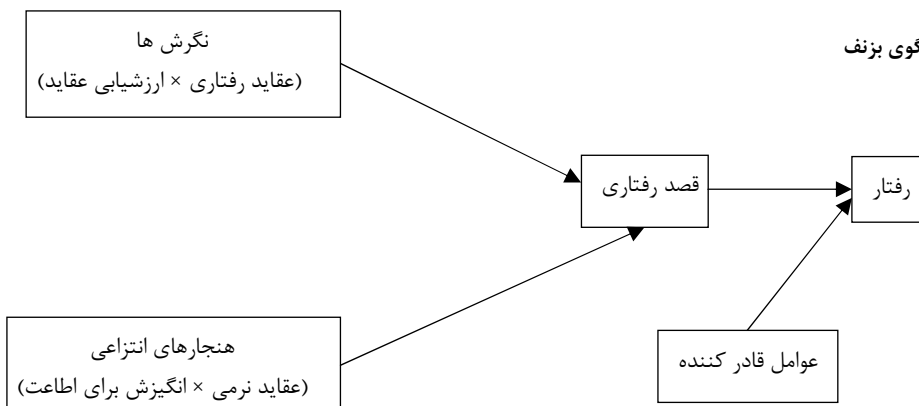 گوی بزنف
نگرش ها
(عقاید رفتاری × ارزشیابی عقاید)
قصد رفتاری
رفتار
هنجارهای انتزاعی
(عقاید نرمی × انگیزش برای اطاعت)
عوامل قادر کننده